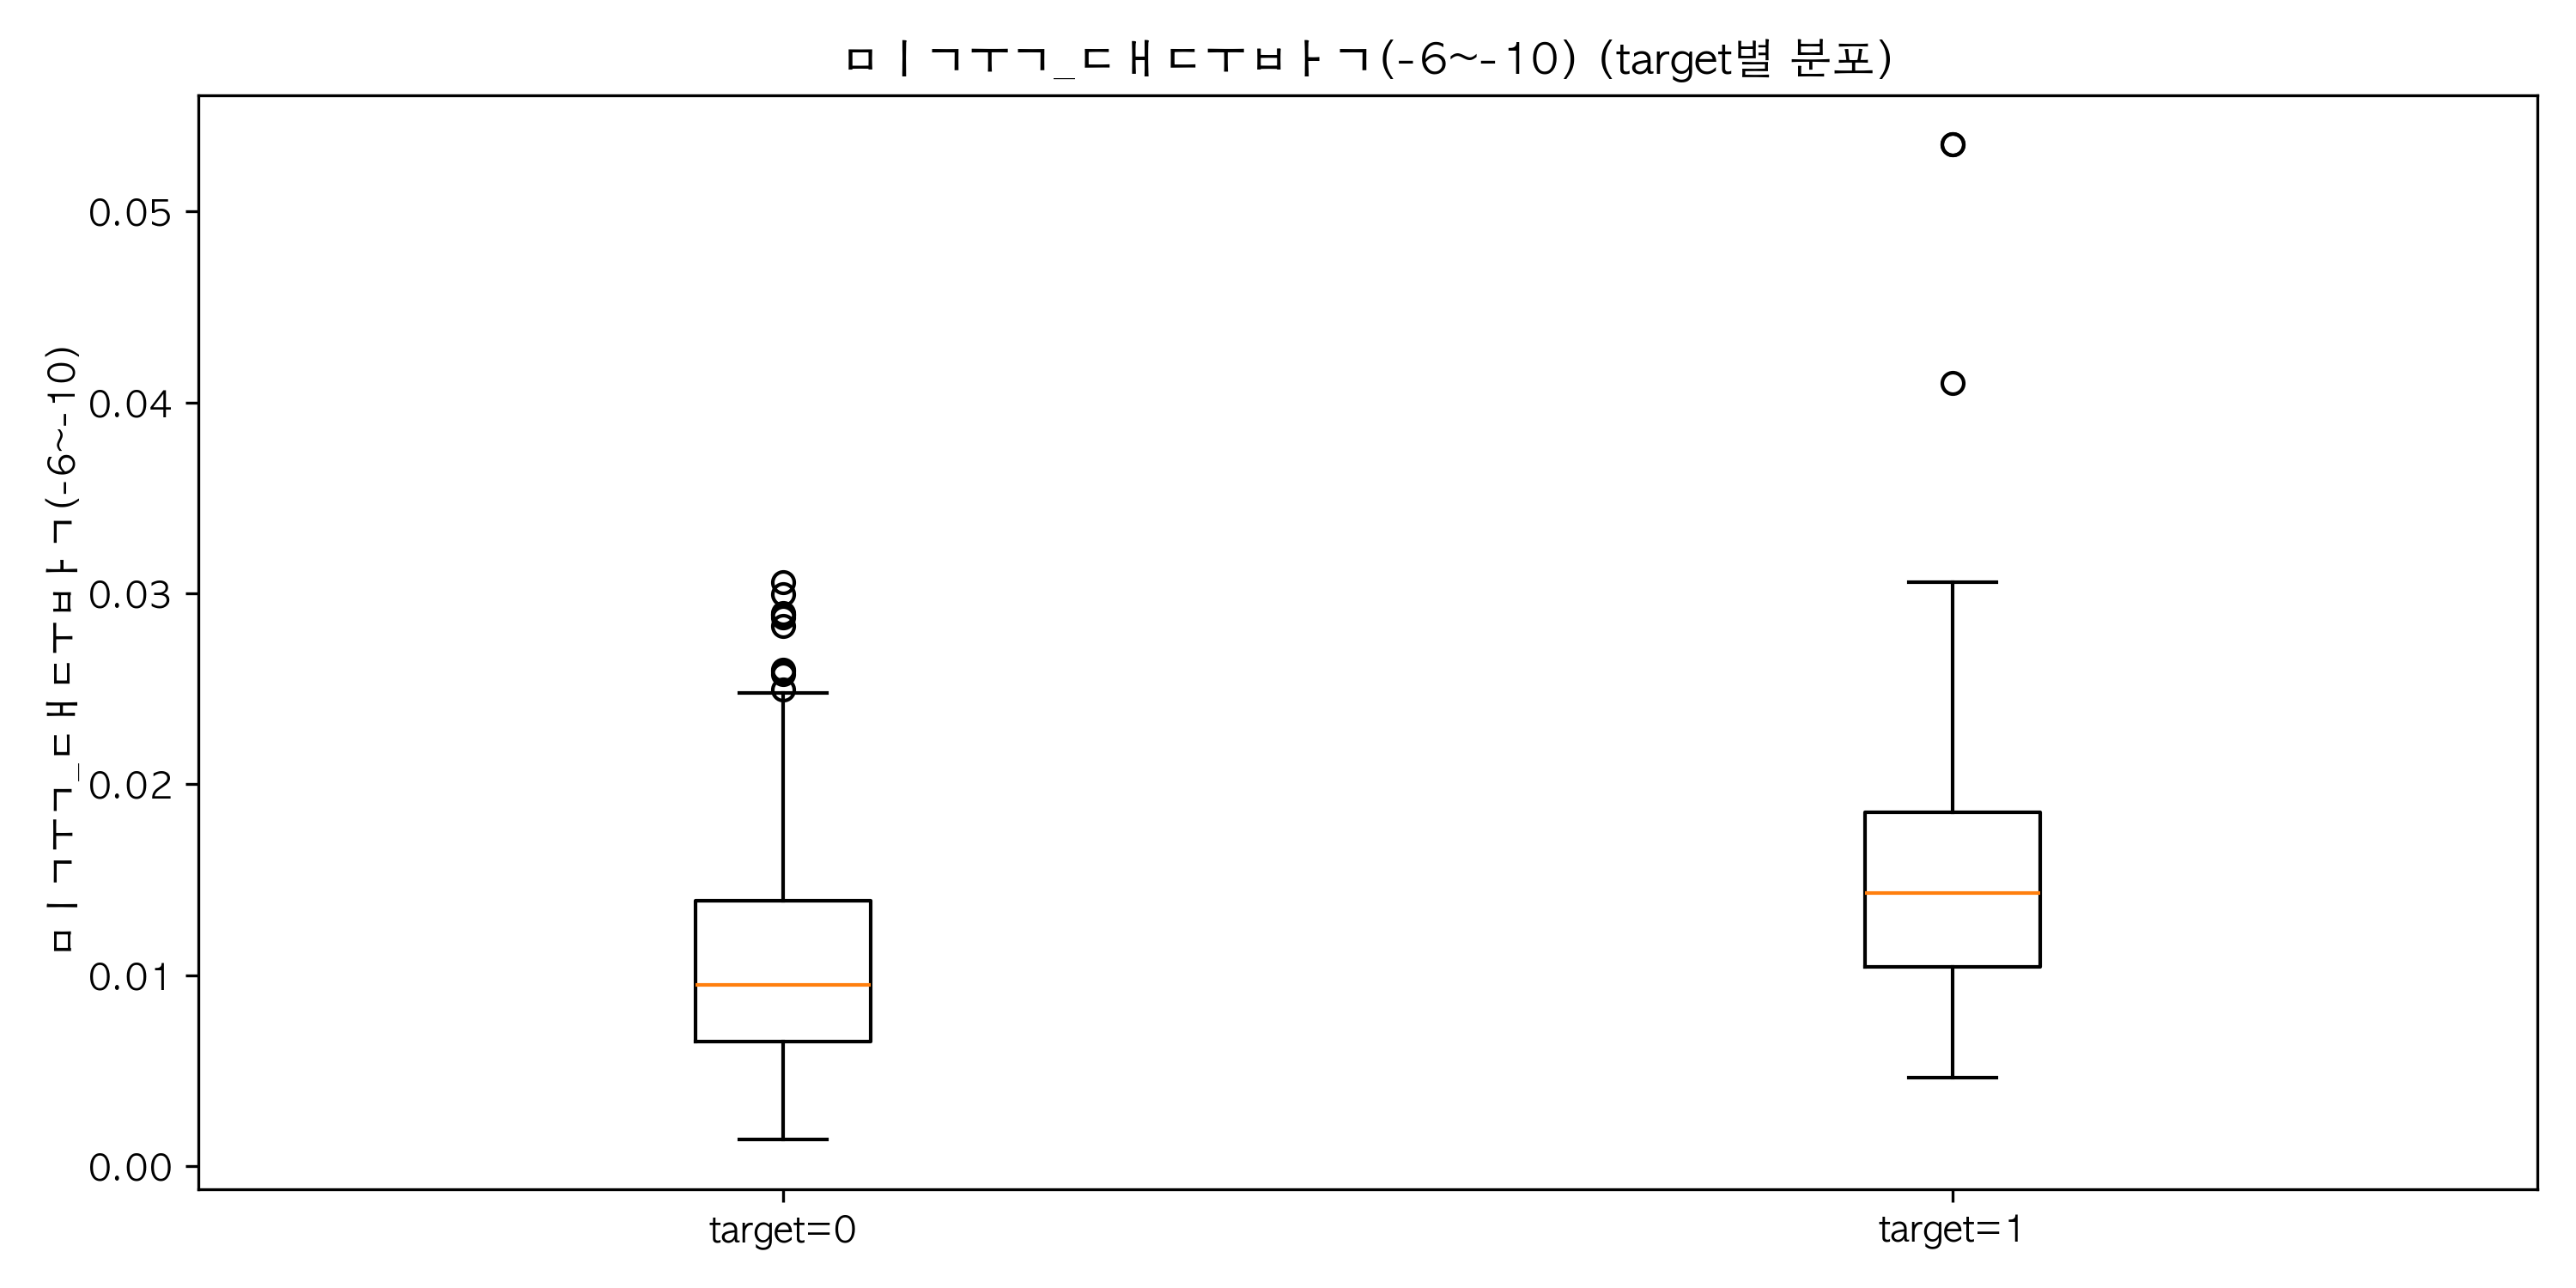 ㅁㅣㄱㅜㄱ_ㄷㅐㄷㅜㅂㅏㄱ(-6~-10) (target별 분포)
ㅁㅣㄱㅜㄱ_ㄷㅐㄷㅜㅂㅏㄱ(-6~-10)
0.05
0.04
0.03
0.02
0.01
0.00
target=0
target=1